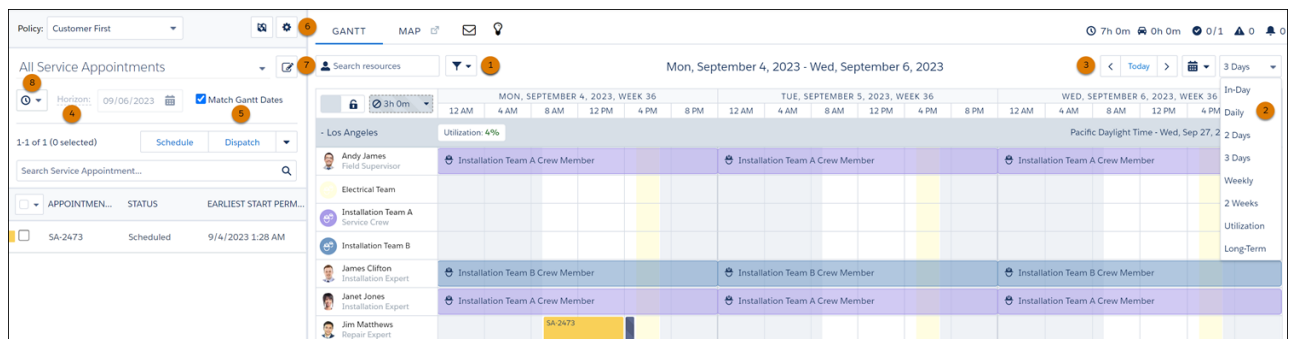 Policy: Customer First
6
GANTT MAP
7h 0m 0h 0m 0/1 0 0
All Service Appointments
7
Search resources
1
Mon, September 4, 2023 - Wed, September 6, 2023
3
Today
3 Days
8
Horizon: 09/06/2023
Match Gantt Dates
4
5
3h 0m
MON, SEPTEMBER 4, 2023, WEEK 36
TUE, SEPTEMBER 5, 2023, WEEK 36
WED, SEPTEMBER 6, 2023, WEEK 36
12 AM 4 AM 8 AM 12 PM 4 PM 8 PM 12 AM 4 AM 8 AM 12 PM 4 PM 8 PM 12 AM 4 AM 8 AM 12 PM 4 PM
In-Day
Daily
2
2 Days
3 Days
Weekly
2 Weeks
Utilization
Long-Term
1-1 of 1 (0 selected)
Schedule
Dispatch
Search Service Appointment...
APPOINTMEN... STATUS EARLIEST START PERM...
SA-2473 Scheduled 9/4/2023 1:28 AM
- Los Angeles
Utilization: 4%
Pacific Daylight Time - Wed, Sep 27, 2
Andy James
Field Supervisor
Installation Team A Crew Member
Installation Team A Crew Member
Installation Team A Crew Member
Electrical Team
Installation Team A
Service Crew
Installation Team B
James Clifton
Installation Expert
Installation Team B Crew Member
Installation Team B Crew Member
Installation Team B Crew Member
Janet Jones
Installation Expert
Installation Team A Crew Member
Installation Team A Crew Member
Installation Team A Crew Member
Jim Matthews
Repair Expert
SA-2473